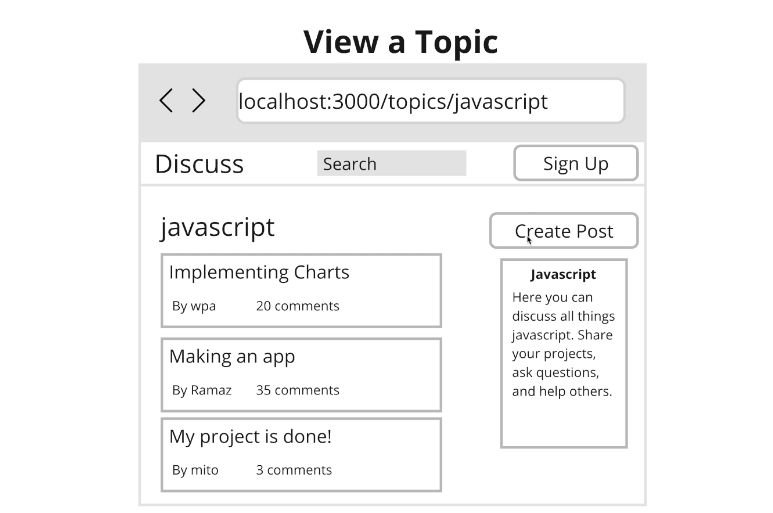 View a Topic
localhost:3000/topics/javascript
Discuss
Search
Sign Up
javascript
Create Post
Implementing Charts
By wpa 20 comments
Making an app
By Ramaz 35 comments
My project is done!
By mito 3 comments
Javascript
Here you can
discuss all things
javascript. Share
your projects,
ask questions,
and help others.